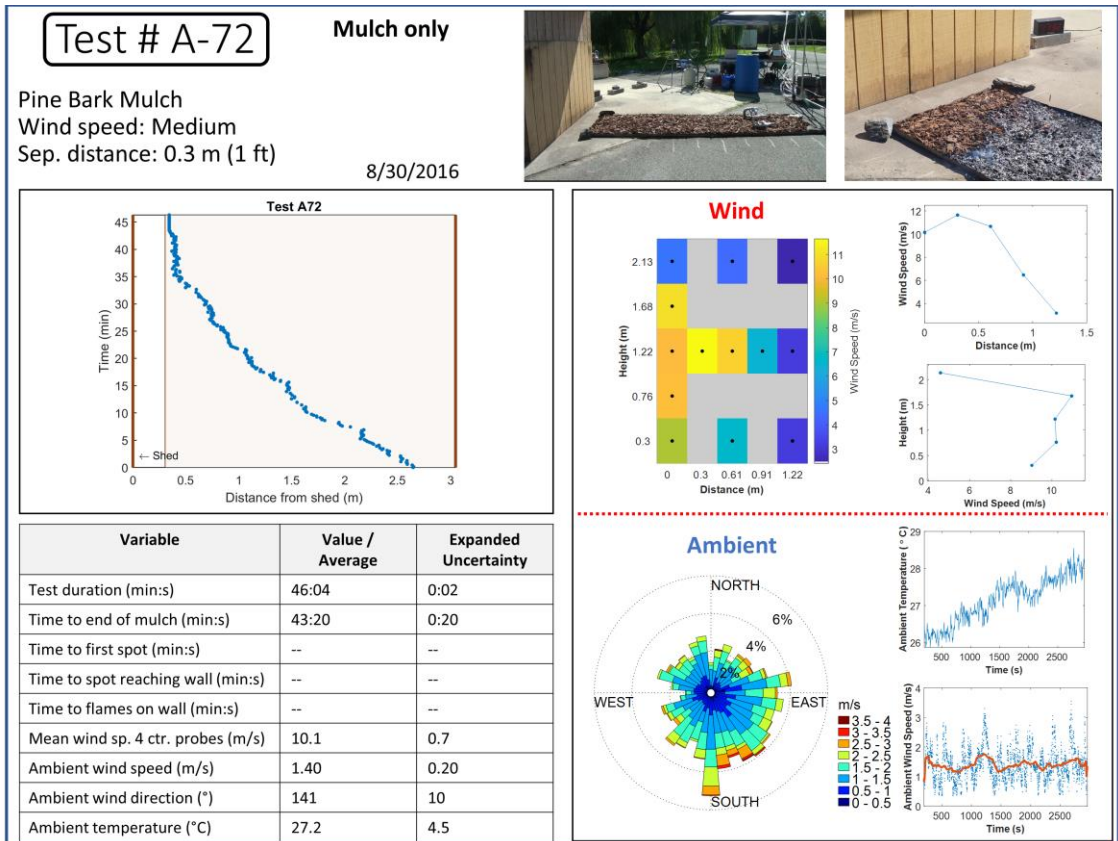 Test # A-72
Mulch only
Pine Bark Mulch
Wind speed: Medium
Sep. distance: 0.3 m (1 ft)
8/30/2016
Test A72
45
40
35
30
25
20
15
10
5
0
Time (min)
← Shed
0 0.5 1 1.5 2 2.5 3
Distance from shed (m)
Variable Value / Average Expanded Uncertainty
Test duration (min:s) 46:04 0:02
Time to end of mulch (min:s) 43:20 0:20
Time to first spot (min:s) -- --
Time to spot reaching wall (min:s) -- --
Time to flames on wall (min:s) -- --
Mean wind sp. 4 ctr. probes (m/s) 10.1 0.7
Ambient wind speed (m/s) 1.40 0.20
Ambient wind direction (°) 141 10
Ambient temperature (°C) 27.2 4.5
Wind
2.13
1.68
1.22
0.76
0.3
Height (m)
0 0.3 0.61 0.91 1.22
Distance (m)
11
10
9
8
7
6
5
4
3
Wind Speed (m/s)
12
10
8
6
4
2
0
Wind Speed (m/s)
0 0.5 1 1.5
Distance (m)
2
1.5
1
0.5
0
Height (m)
4 6 8 10
Wind Speed (m/s)
Ambient
NORTH
6%
4%
2%
WEST
EAST
SOUTH
m/s
3.5 - 4
3 - 3.5
2.5 - 3
2 - 2.5
1.5 - 2
1 - 1.5
0.5 - 1
0 - 0.5
29
28
27
26
Ambient Temperature (° C)
500 1000 1500 2000 2500
Time (s)
4
3
2
1
0
Ambient Wind Speed (m/s)
500 1000 1500 2000 2500
Time (s)